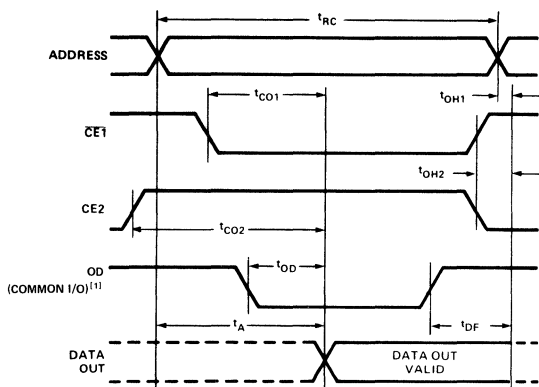 tRC
ADDRESS
tCO1
tOH1
CE1
tOH2
CE2
tCO2
OD
(COMMON I/O)[1]
tOD
tA
tDF
DATA
OUT
DATA OUT
VALID